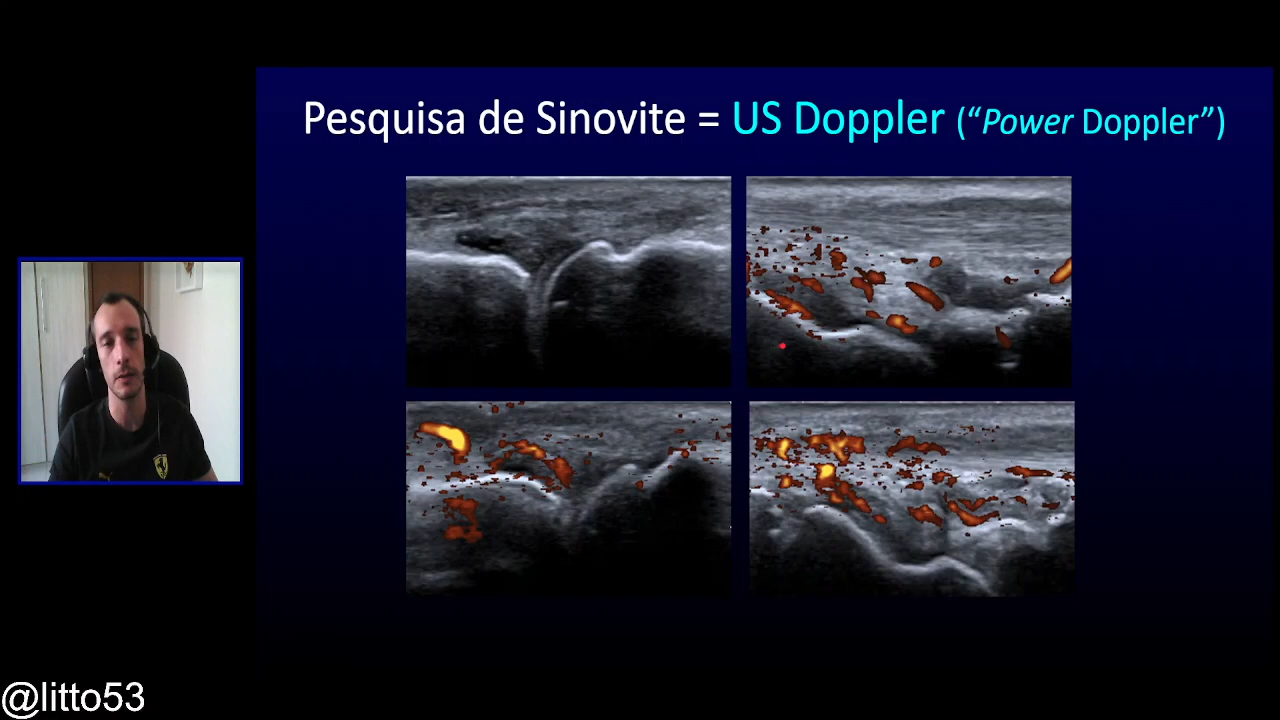 Pesquisa de Sinovite = US Doppler (“Power Doppler”)
@litto53